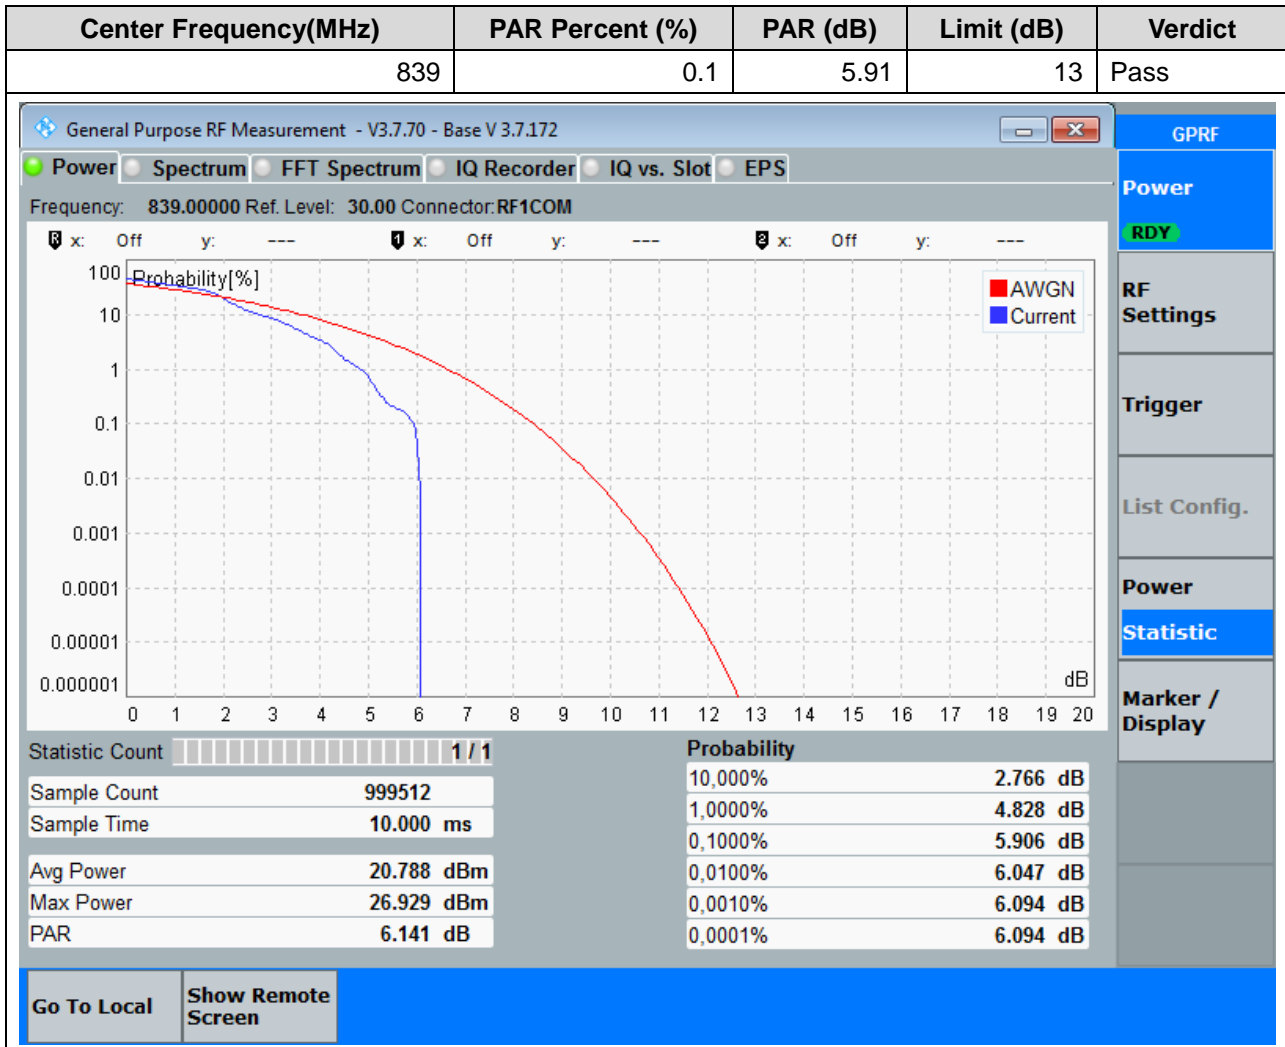 Center Frequency(MHz) PAR Percent (%) PAR (dB) Limit (dB) Verdict
839 0.1 5.91 13 Pass
General Purpose RF Measurement - V3.7.70 - Base V 3.7.172
GPRF
Power Spectrum FFT Spectrum IQ Recorder IQ vs. Slot EPS
Power
RDY
Frequency: 839.00000 Ref. Level: 30.00 Connector: RF1COM
R x: Off y: --- 1 x: Off y: --- 2 x: Off y: ---
Probability[%]
AWGN
Current
100
10
1
0.1
0.01
0.001
0.0001
0.00001
0.000001
dB
0 1 2 3 4 5 6 7 8 9 10 11 12 13 14 15 16 17 18 19 20
RF
Settings
Trigger
List Config.
Power
Statistic
Marker /
Display
Statistic Count 1 / 1
Sample Count 999512
Sample Time 10.000 ms
Avg Power 20.788 dBm
Max Power 26.929 dBm
PAR 6.141 dB
Probability
10,000% 2.766 dB
1,0000% 4.828 dB
0,1000% 5.906 dB
0,0100% 6.047 dB
0,0010% 6.094 dB
0,0001% 6.094 dB
Go To Local
Show Remote
Screen